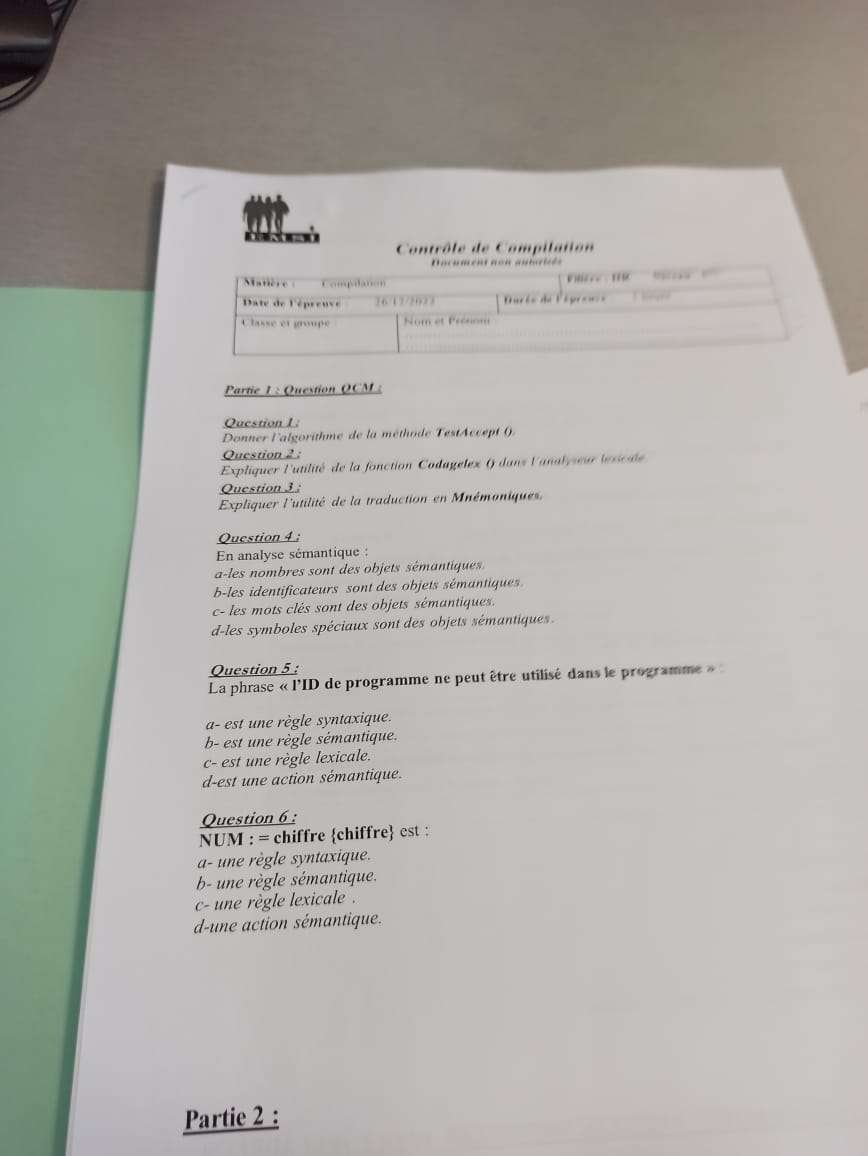 EMSI
Contrôle de Compilation
Document non autorisés
Matière : Compilation Filière : IIR
Date de l'épreuve : 26/12/2022 Durée de l'épreuve
Classe et groupe : Nom et Prénom :
Partie 1 : Question QCM :
Question 1 :
Donner l'algorithme de la méthode TestAccept ().
Question 2 :
Expliquer l'utilité de la fonction Codagelex () dans l'analyseur lexicale.
Question 3 :
Expliquer l'utilité de la traduction en Mnémoniques.
Question 4 :
En analyse sémantique :
a-les nombres sont des objets sémantiques.
b-les identificateurs sont des objets sémantiques.
c- les mots clés sont des objets sémantiques.
d-les symboles spéciaux sont des objets sémantiques.
Question 5 :
La phrase « l'ID de programme ne peut être utilisé dans le programme » :
a- est une règle syntaxique.
b- est une règle sémantique.
c- est une règle lexicale.
d-est une action sémantique.
Question 6 :
NUM : = chiffre {chiffre} est :
a- une règle syntaxique.
b- une règle sémantique.
c- une règle lexicale .
d-une action sémantique.
Partie 2 :